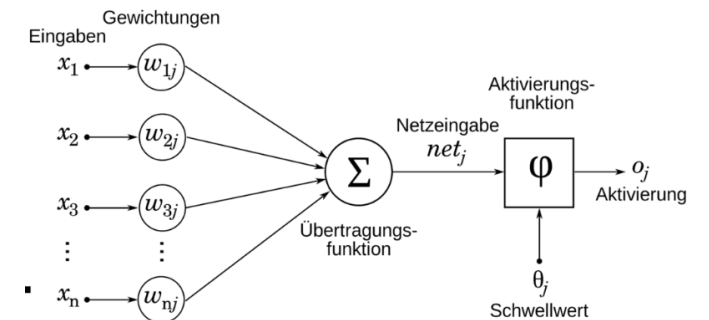 Gewichtungen
Eingaben
x₁ w₁ⱼ
x₂ w₂ⱼ
x₃ w₃ⱼ
⋮ ⋮
xₙ wₙⱼ
Σ
Übertragungs-
funktion
Netzeingabe
netⱼ
Aktivierungs-
funktion
φ
oⱼ
Aktivierung
θⱼ
Schwellwert